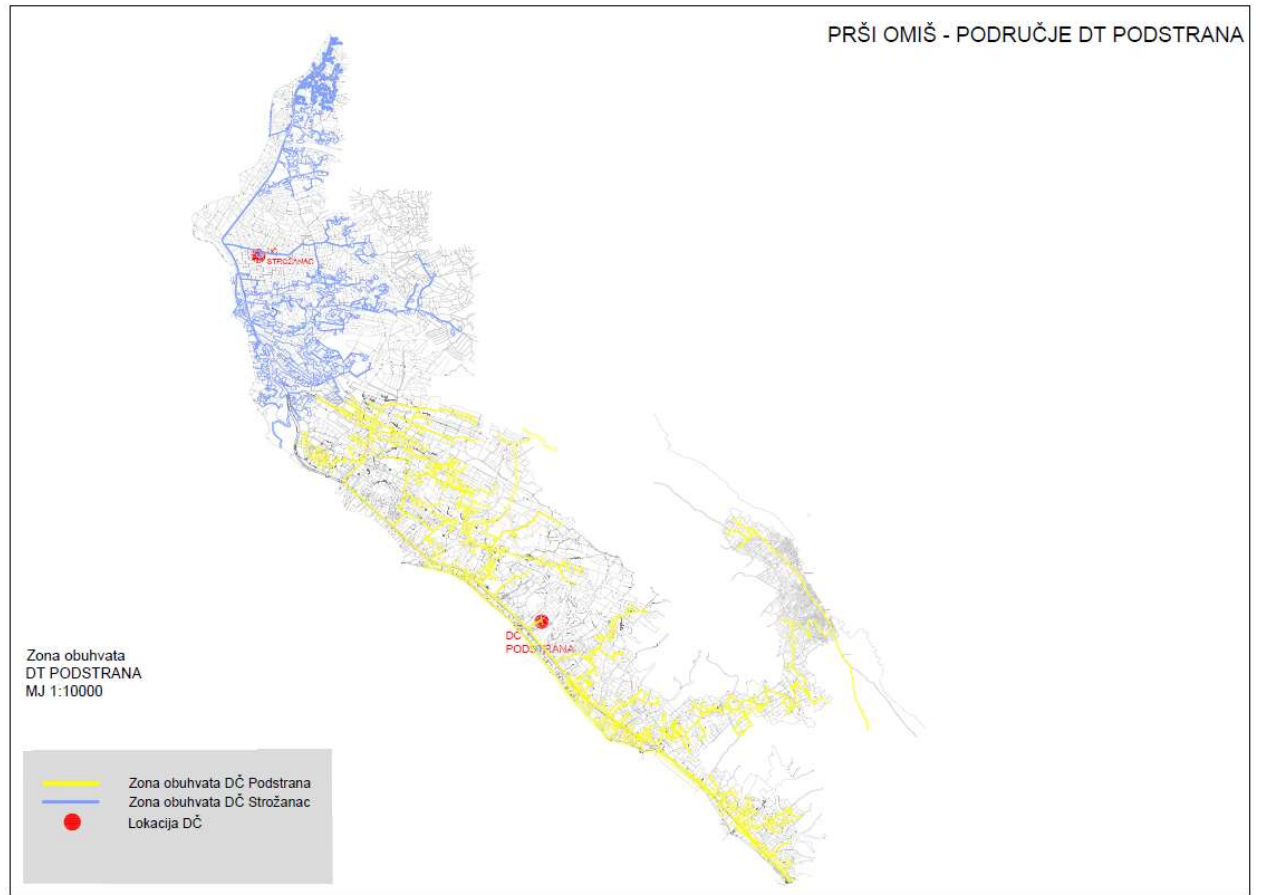 PRŠI OMIŠ - PODRUČJE DT PODSTRANA
DČ
STROŽANAC
DČ
PODSTRANA
Zona obuhvata
DT PODSTRANA
MJ 1:10000
Zona obuhvata DČ Podstrana
Zona obuhvata DČ Strožanac
Lokacija DČ